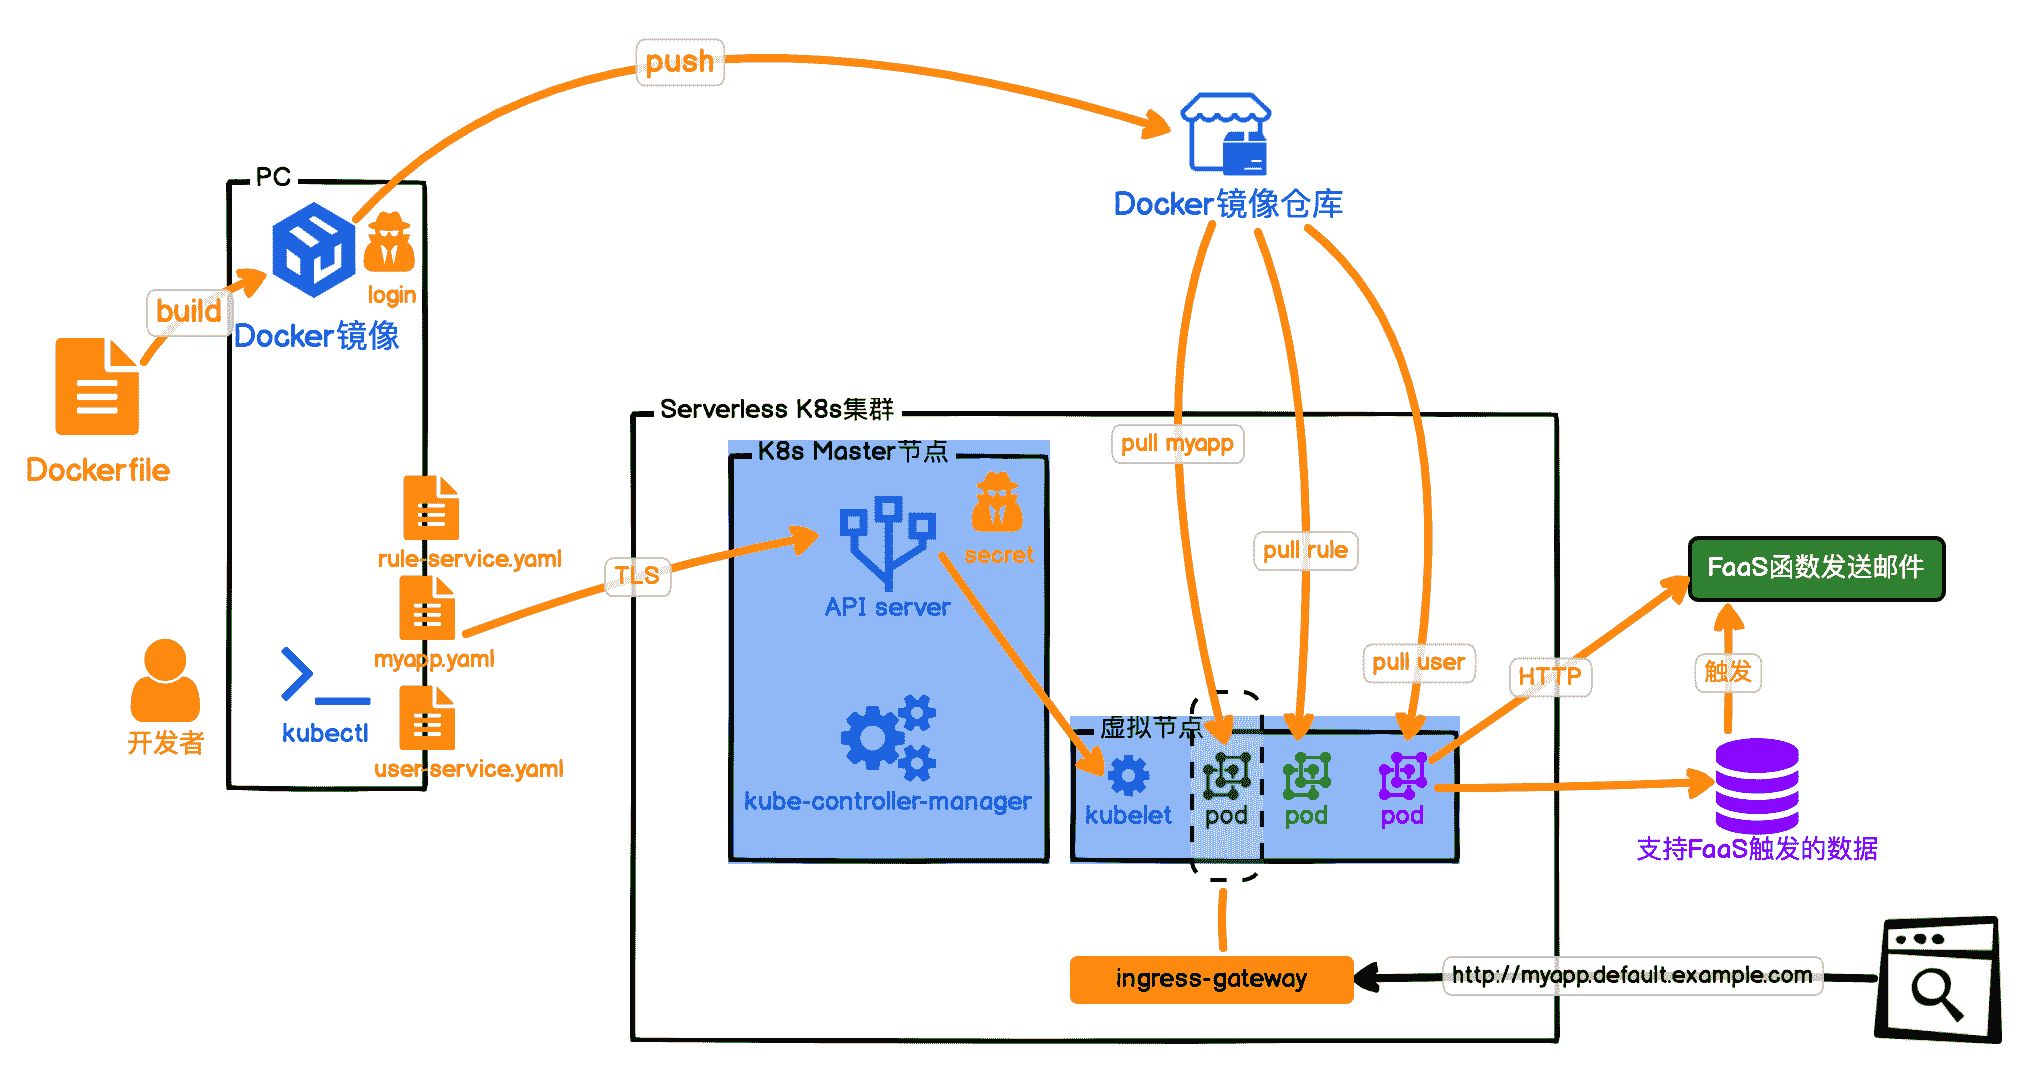 push
Docker镜像仓库
PC
login
build
Docker镜像
Dockerfile
Serverless K8s集群
pull myapp
K8s Master节点
secret
rule-service.yaml
TLS
API server
pull rule
FaaS函数发送邮件
myapp.yaml
pull user
HTTP
触发
开发者
kubectl
user-service.yaml
虚拟节点
kube-controller-manager
kubelet
pod
pod
pod
支持FaaS触发的数据
ingress-gateway
http://myapp.default.example.com